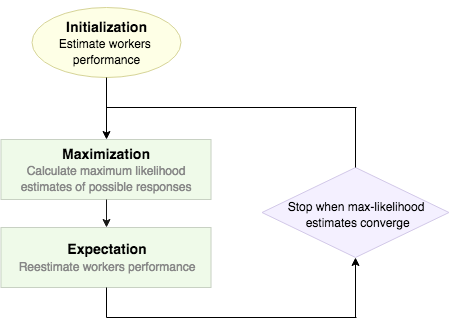 Initialization
Estimate workers
performance
Maximization
Calculate maximum likelihood
estimates of possible responses
Expectation
Reestimate workers performance
Stop when max-likelihood
estimates converge